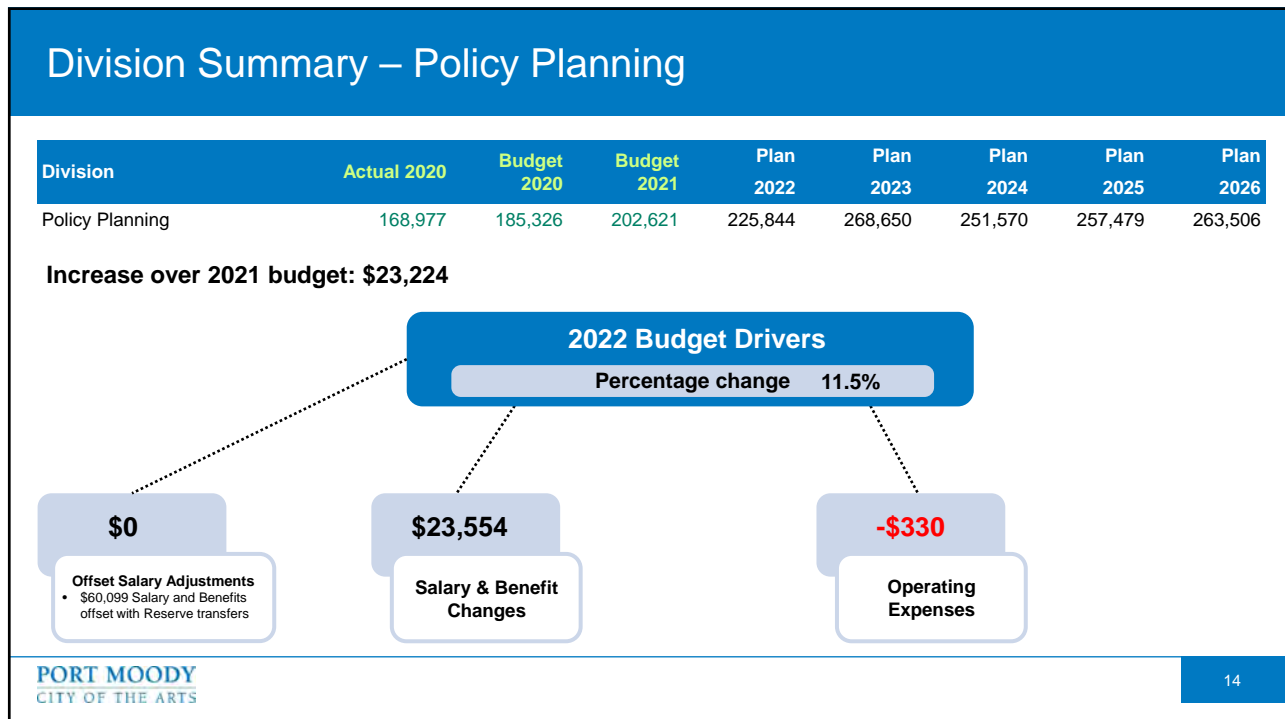 Division Summary – Policy Planning
Division Actual 2020 Budget 2020 Budget 2021 Plan 2022 Plan 2023 Plan 2024 Plan 2025 Plan 2026
Policy Planning 168,977 185,326 202,621 225,844 268,650 251,570 257,479 263,506
Increase over 2021 budget: $23,224
2022 Budget Drivers
Percentage change 11.5%
$0
Offset Salary Adjustments
• $60,099 Salary and Benefits
offset with Reserve transfers
$23,554
Salary & Benefit
Changes
-$330
Operating
Expenses
PORT MOODY
CITY OF THE ARTS
14